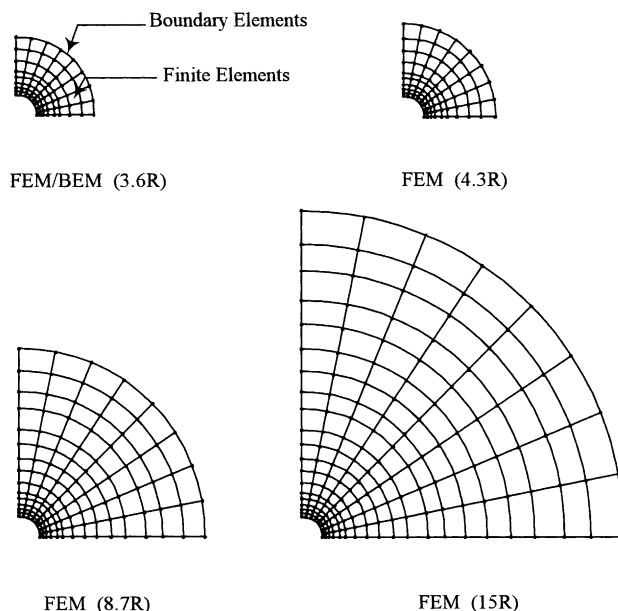 Boundary Elements
Finite Elements
FEM/BEM (3.6R)
FEM (4.3R)
FEM (8.7R)
FEM (15R)